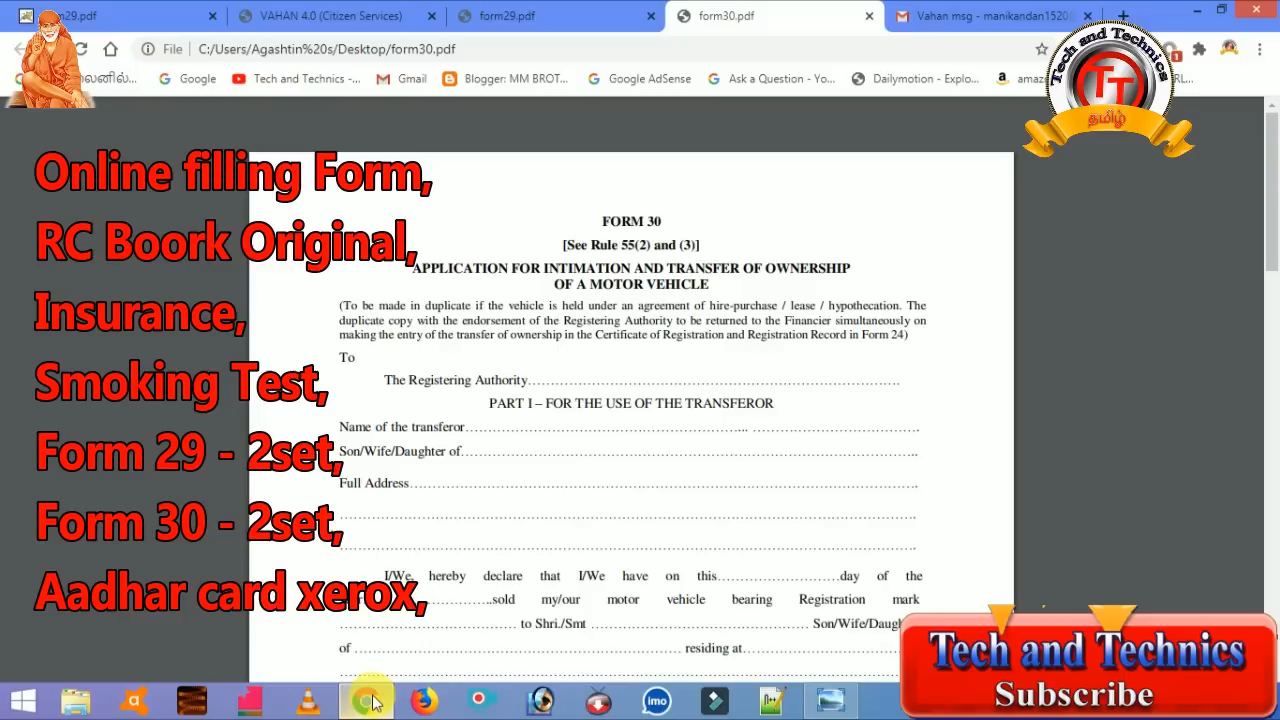 form29.pdf
VAHAN 4.0 (Citizen Services)
form29.pdf
form30.pdf
Vahan msg - manikandan1520
File
C:/Users/Agashtin%20s/Desktop/form30.pdf
Google
Tech and Technics -...
Gmail
Blogger: MM BROT...
Google AdSense
Ask a Question - Yo...
Dailymotion - Explo...
Tech and Technics
TT
தமிழ்
Online filling Form,
RC Boork Original,
Insurance,
Smoking Test,
Form 29 - 2set,
Form 30 - 2set,
Aadhar card xerox,
FORM 30
[See Rule 55(2) and (3)]
APPLICATION FOR INTIMATION AND TRANSFER OF OWNERSHIP
OF A MOTOR VEHICLE
(To be made in duplicate if the vehicle is held under an agreement of hire-purchase / lease / hypothecation. The
duplicate copy with the endorsement of the Registering Authority to be returned to the Financier simultaneously on
making the entry of the transfer of ownership in the Certificate of Registration and Registration Record in Form 24)
To
The Registering Authority
PART I – FOR THE USE OF THE TRANSFEROR
Name of the transferor
Son/Wife/Daughter of
Full Address
I/We, hereby declare that I/We have on this day of the
sold my/our motor vehicle bearing Registration mark
to Shri./Smt Son/Wife/Daugh
of residing at
Tech and Technics
Subscribe
imo